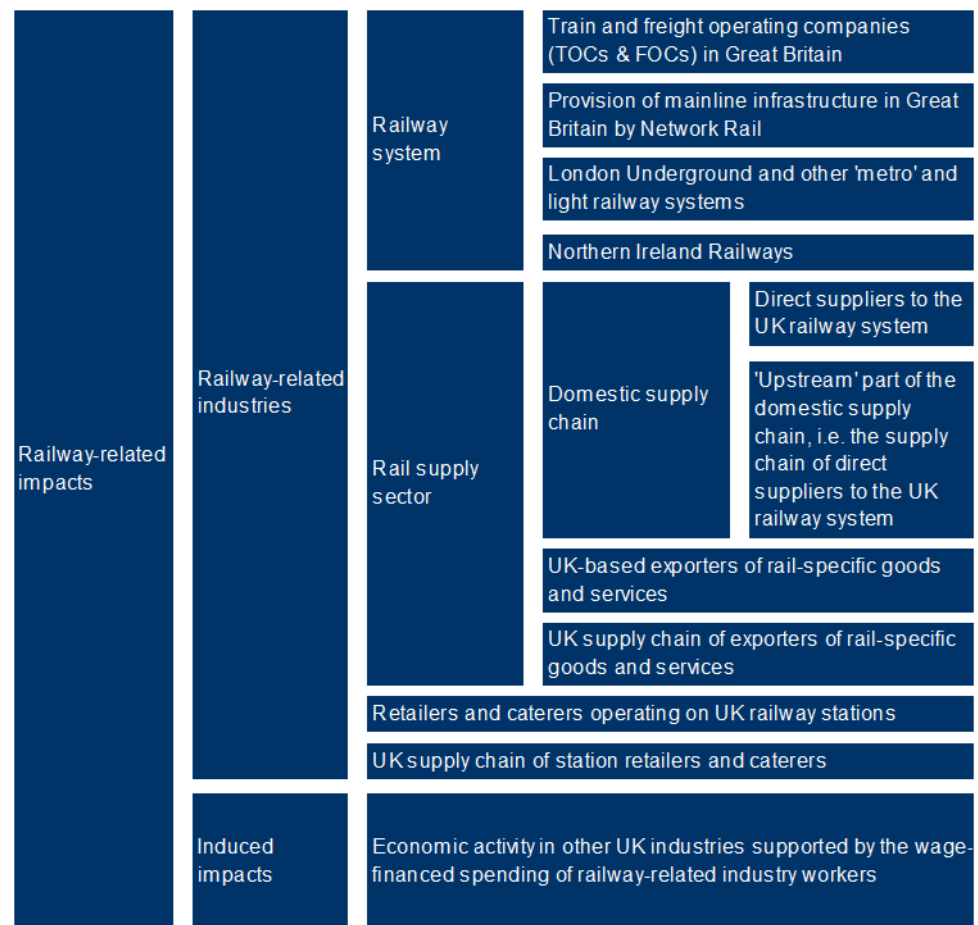 Railway-related
impacts
Railway-related
industries
Railway
system
Train and freight operating companies
(TOCs & FOCs) in Great Britain
Provision of mainline infrastructure in Great
Britain by Network Rail
London Underground and other 'metro' and
light railway systems
Northern Ireland Railways
Rail supply
sector
Domestic supply
chain
Direct suppliers to the
UK railway system
'Upstream' part of the
domestic supply
chain, i.e. the supply
chain of direct
suppliers to the UK
railway system
UK-based exporters of rail-specific goods
and services
UK supply chain of exporters of rail-specific
goods and services
Retailers and caterers operating on UK railway stations
UK supply chain of station retailers and caterers
Induced
impacts
Economic activity in other UK industries supported by the wage-
financed spending of railway-related industry workers